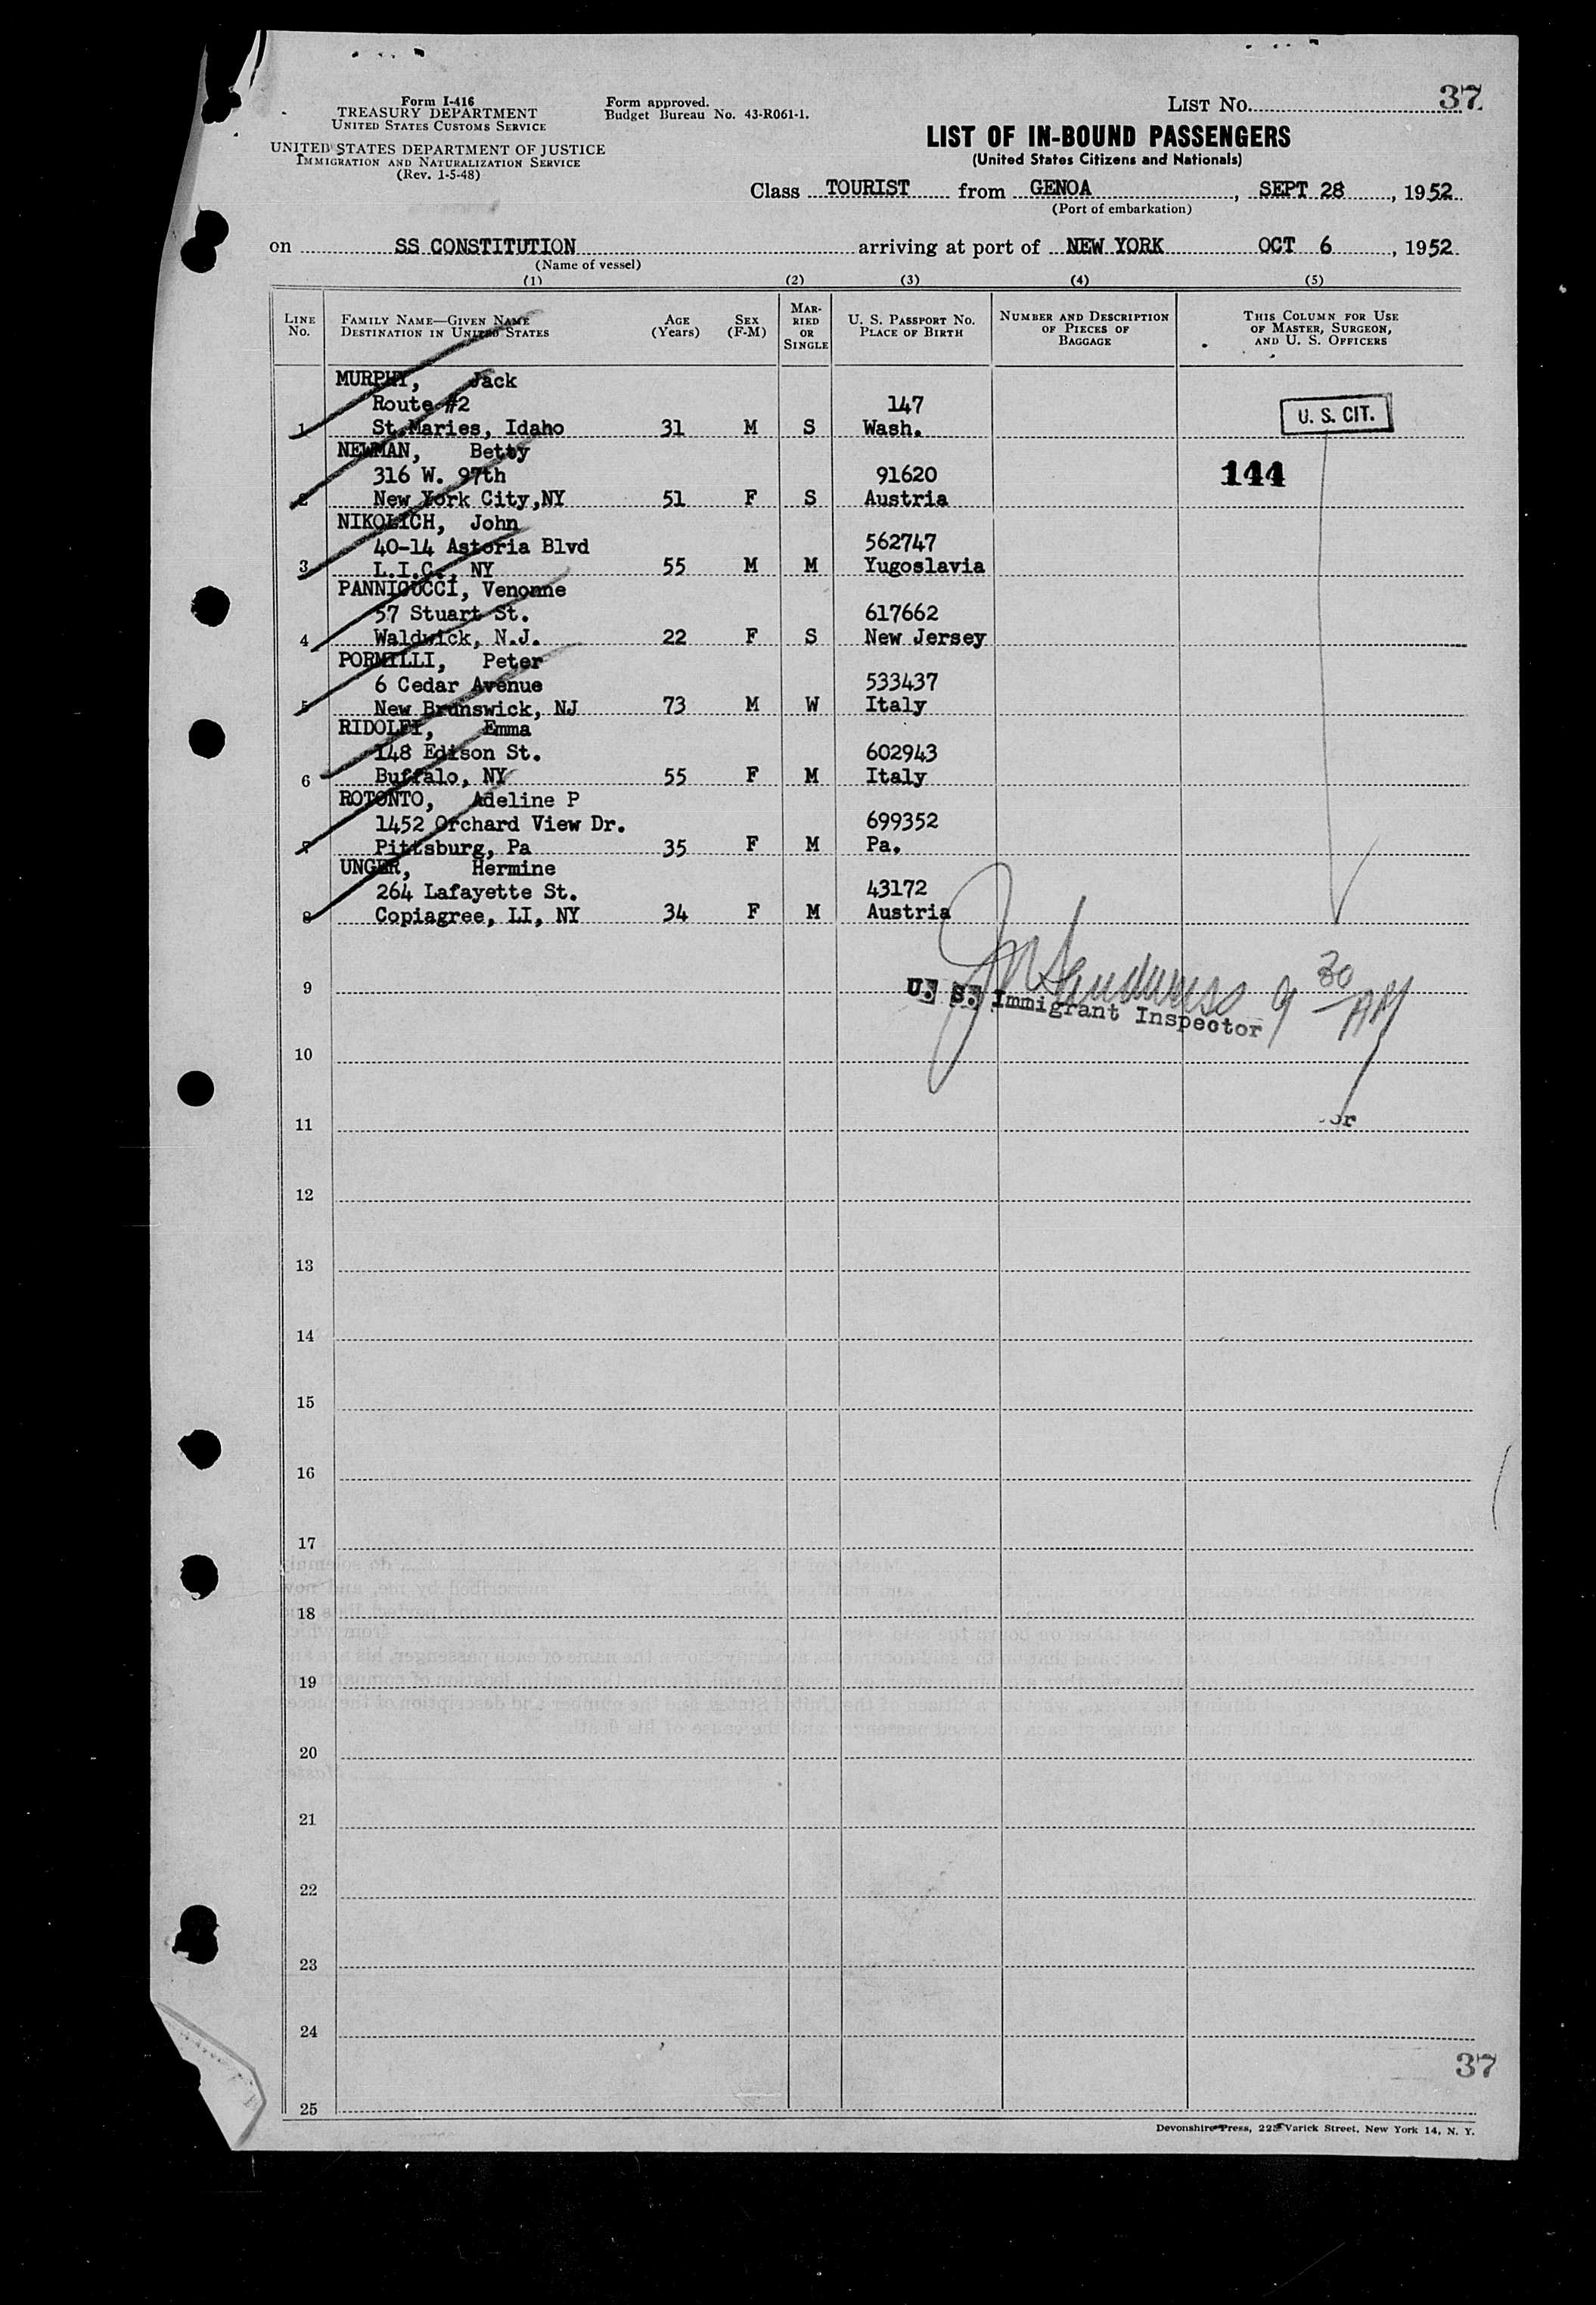 Form I-416
TREASURY DEPARTMENT
UNITED STATES CUSTOMS SERVICE
UNITED STATES DEPARTMENT OF JUSTICE
IMMIGRATION AND NATURALIZATION SERVICE
(Rev. 1-5-48)
Form approved.
Budget Bureau No. 43-R061-1.
LIST No. 37
LIST OF IN-BOUND PASSENGERS
(United States Citizens and Nationals)
Class TOURIST from GENOA, SEPT 28, 1952
(Port of embarkation)
on SS CONSTITUTION arriving at port of NEW YORK OCT 6, 1952
(Name of vessel)
(1) (2) (3) (4) (5)
LINE No. FAMILY NAME—GIVEN NAME DESTINATION IN UNITED STATES AGE (Years) SEX (F-M) MARRIED OR SINGLE U. S. PASSPORT NO. PLACE OF BIRTH NUMBER AND DESCRIPTION OF PIECES OF BAGGAGE THIS COLUMN FOR USE OF MASTER, SURGEON, AND U. S. OFFICERS
MURPHY, Jack
Route #2 147 U. S. CIT.
1 St.Maries, Idaho 31 M S Wash.
NEWMAN, Betty
316 W. 97th 91620 144
2 New York City,NY 51 F S Austria
NIKOLICH, John
40-14 Astoria Blvd 562747
3 L.I.C., NY 55 M M Yugoslavia
PANNICUCCI, Venonne
57 Stuart St. 617662
4 Waldwick, N.J. 22 F S New Jersey
PORMILLI, Peter
6 Cedar Avenue 533437
5 New Brunswick, NJ 73 M W Italy
RIDOLFI, Emma
148 Edison St. 602943
6 Buffalo, NY 55 F M Italy
ROTONTO, Adeline P
1452 Orchard View Dr. 699352
7 Pittsburg, Pa 35 F M Pa.
UNGER, Hermine
264 Lafayette St. 43172
8 Copiagree, LI, NY 34 F M Austria
9 U. S. Immigrant Inspector 9 30 AM
10
11 or
12
13
14
15
16
17
18
19
20
21
22
23
24
37
25
Devonshire Press, 225 Varick Street, New York 14, N. Y.